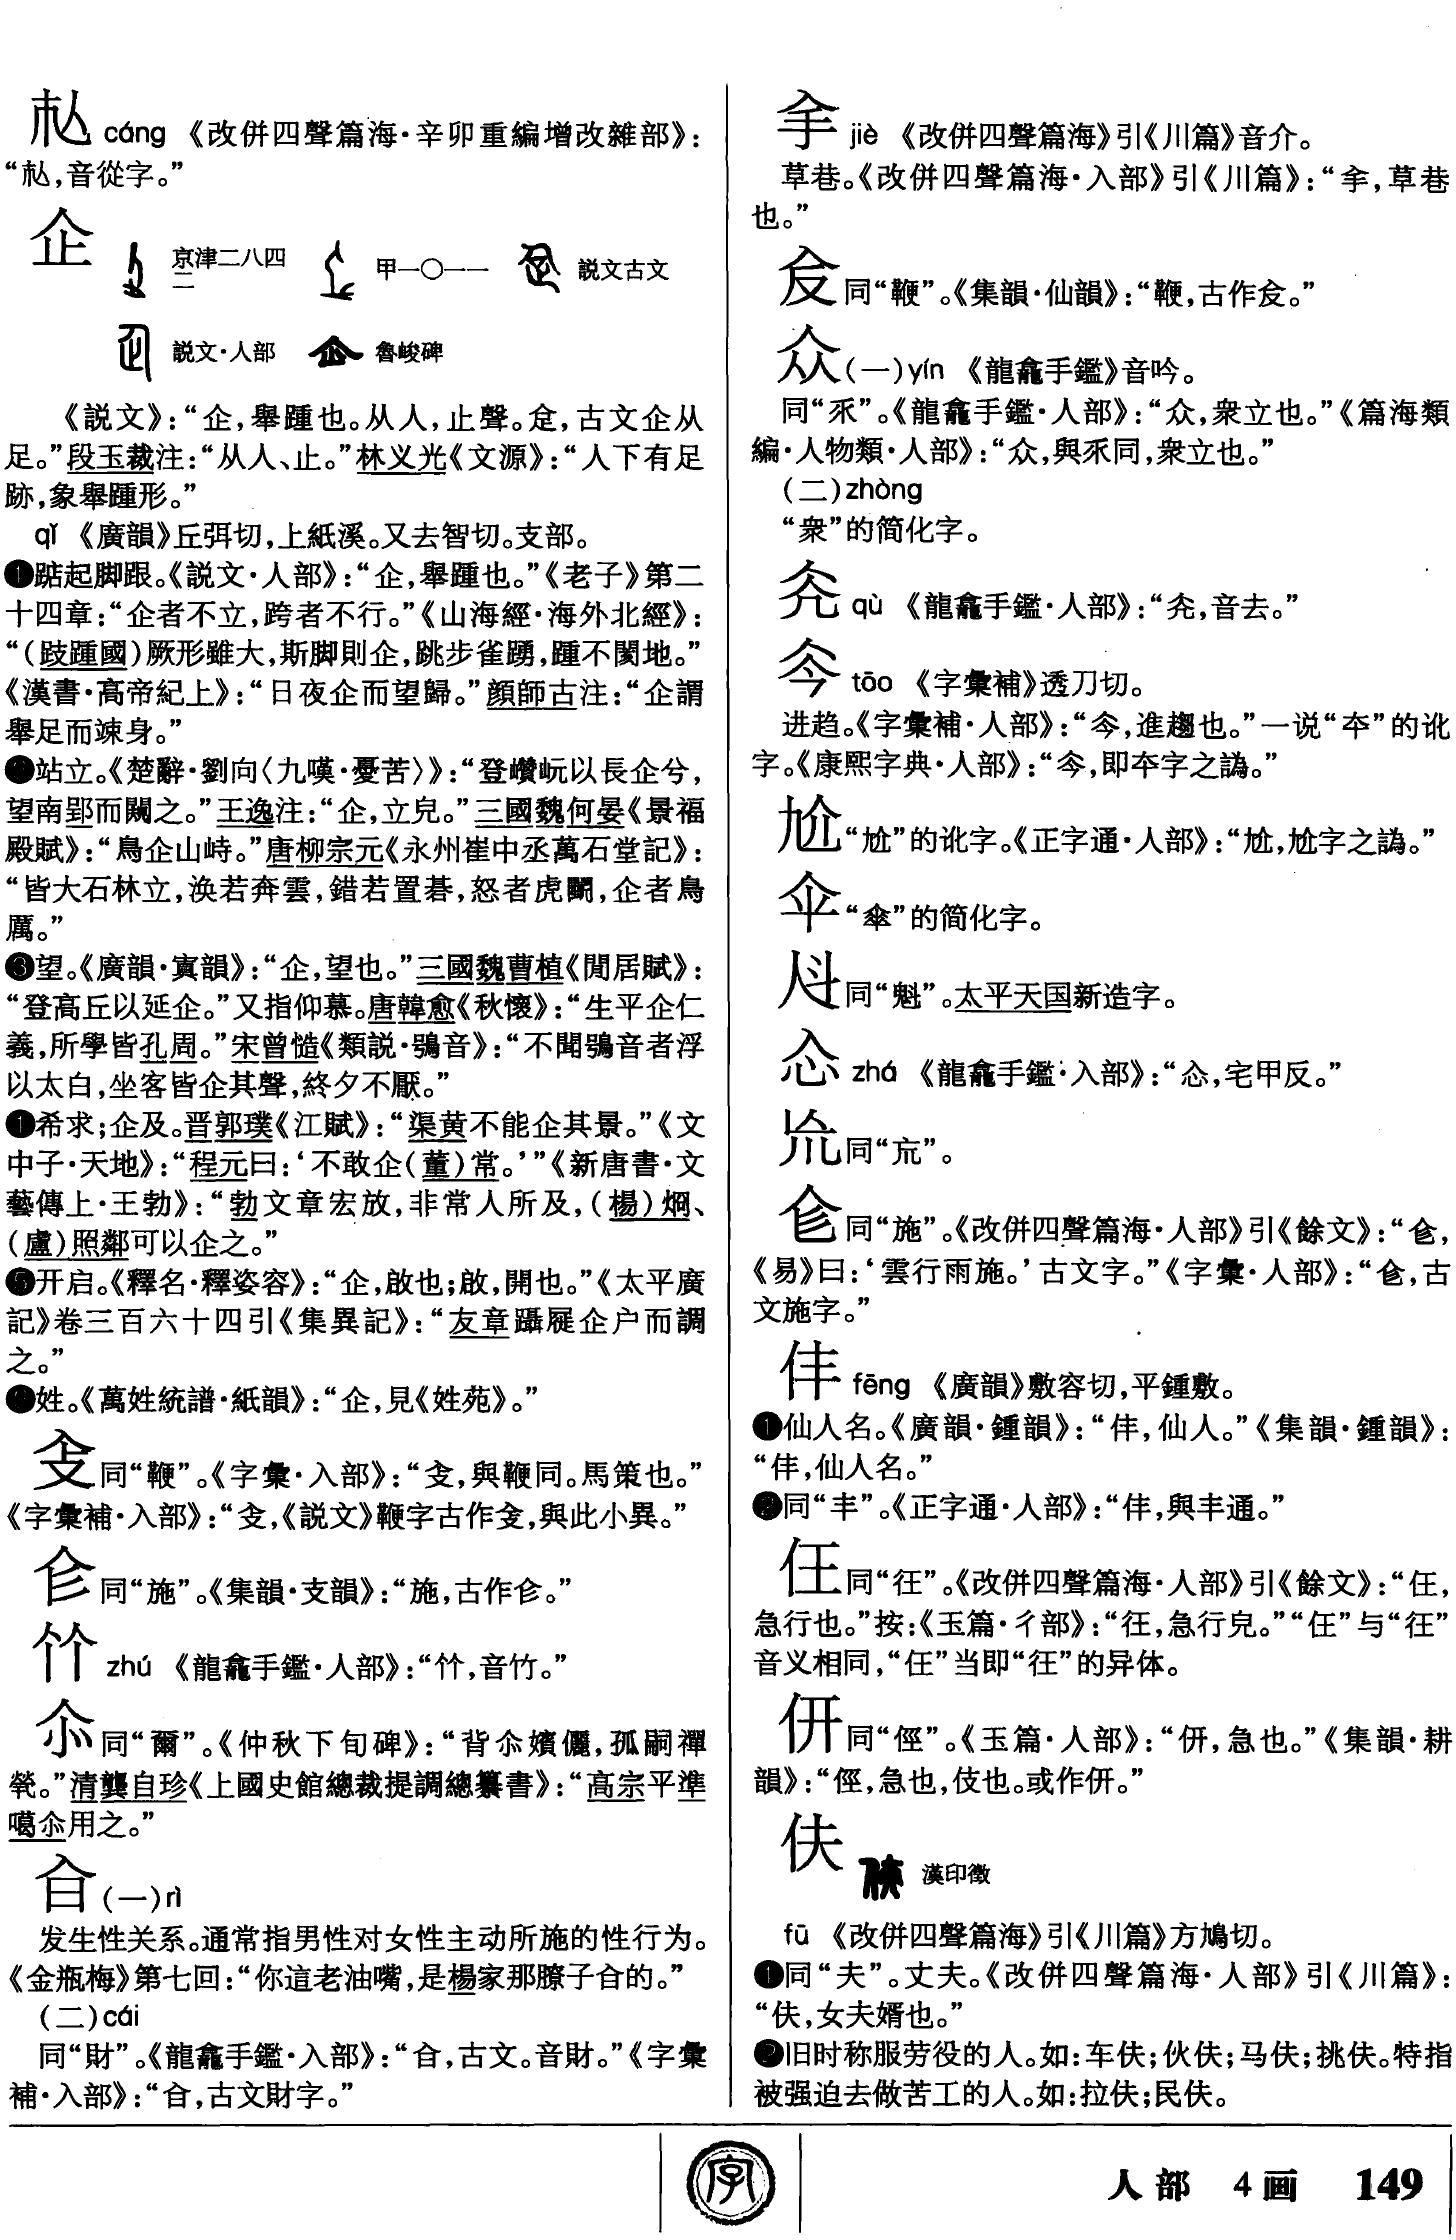 cáng 《改併四聲篇海·辛卯重編增改雜部》：
音從字。”
企
京津二八四二
甲一〇一一
説文古文
説文·人部
魯峻碑
《説文》：“企，舉踵也。从人，止聲。𠈮，古文企从
足。”段玉裁注：“从人、止。”林义光《文源》：“人下有足
跡，象舉踵形。”
qǐ 《廣韻》丘弭切，上紙溪。又去智切。支部。
❶踮起脚跟。《説文·人部》：“企，舉踵也。”《老子》第二
十四章：“企者不立，跨者不行。”《山海經·海外北經》：
“（跂踵國）厥形雖大，斯脚則企，跳步雀踴，踵不閡地。”
《漢書·高帝紀上》：“日夜企而望歸。”顔師古注：“企謂
舉足而竦身。”
❷站立。《楚辭·劉向〈九嘆·憂苦〉》：“登巑岏以長企兮，
望南郢而闚之。”王逸注：“企，立皃。”三國魏何晏《景福
殿賦》：“鳥企山峙。”唐柳宗元《永州崔中丞萬石堂記》：
“皆大石林立，涣若奔雲，錯若置碁，怒者虎鬭，企者鳥
厲。”
❸望。《廣韻·寘韻》：“企，望也。”三國魏曹植《閒居賦》：
“登高丘以延企。”又指仰慕。唐韓愈《秋懷》：“生平企仁
義，所學皆孔周。”宋曾慥《類説·鴞音》：“不聞鴞音者浮
以太白，坐客皆企其聲，終夕不厭。”
❹希求；企及。晋郭璞《江賦》：“渠黄不能企其景。”《文
中子·天地》：“程元曰：‘不敢企（董）常。’”《新唐書·文
藝傳上·王勃》：“勃文章宏放，非常人所及，（楊）烱、
（盧）照鄰可以企之。”
❺开启。《釋名·釋姿容》：“企，啟也；啟，開也。”《太平廣
記》卷三百六十四引《集異記》：“友章躡屣企户而調
之。”
❻姓。《萬姓統譜·紙韻》：“企，見《姓苑》。”
同“鞭”。《字彙·入部》：“㚇，與鞭同。馬策也。”
《字彙補·入部》：“《説文》鞭字古作，與此小異。”
同“施”。《集韻·支韻》：“施，古作㐌。”
zhú 《龍龕手鑑·人部》：“音竹。”
尒同“爾”。《仲秋下旬碑》：“背尒嬪儷，孤嗣禪
煢。”清龔自珍《上國史館總裁提調總纂書》：“高宗平準
噶尒用之。”
㒲（一）rì
发生性关系。通常指男性对女性主动所施的性行为。
《金瓶梅》第七回：“你這老油嘴，是楊家那膫子㒲的。”
（二）cái
同“財”。《龍龕手鑑·入部》：“㒲，古文。音財。”《字彙
補·入部》：“㒲，古文財字。”
jiè 《改併四聲篇海》引《川篇》音介。
草巷。《改併四聲篇海·入部》引《川篇》：“草巷
也。”
同“鞭”。《集韻·仙韻》：“鞭，古作。”
众（一）yín 《龍龕手鑑》音吟。
同“乑”。《龍龕手鑑·人部》：“众，衆立也。”《篇海類
編·人物類·人部》：“众，與乑同，衆立也。”
（二）zhòng
“衆”的简化字。
qù 《龍龕手鑑·人部》：“音去。”
tāo 《字彙補》透刀切。
进趋。《字彙補·人部》：“進趨也。”一说“夲”的讹
字。《康熙字典·人部》：“即夲字之譌。”
“尬”的讹字。《正字通·人部》：“尬字之譌。”
伞“傘”的简化字。
同“魁”。太平天国新造字。
zhá 《龍龕手鑑·入部》：“宅甲反。”
同“巟”。
同“施”。《改併四聲篇海·人部》引《餘文》：
《易》曰：‘雲行雨施。’古文字。”《字彙·人部》：“古
文施字。”
仹 fēng 《廣韻》敷容切，平鍾敷。
❶仙人名。《廣韻·鍾韻》：“仹，仙人。”《集韻·鍾韻》：
“仹，仙人名。”
❷同“丰”。《正字通·人部》：“仹，與丰通。”
㑌同“彺”。《改併四聲篇海·人部》引《餘文》：
急行也。”按：《玉篇·彳部》：“彺，急行皃。”与“彺”
音义相同，当即“彺”的异体。
㐩同“俓”。《玉篇·人部》：“急也。”《集韻·耕
韻》：“俓，急也，伎也。或作。”
伕
漢印徵
fū 《改併四聲篇海》引《川篇》方鳩切。
❶同“夫”。丈夫。《改併四聲篇海·人部》引《川篇》：
“伕，女夫婿也。”
❷旧时称服劳役的人。如：车伕；伙伕；马伕；挑伕。特指
被强迫去做苦工的人。如：拉伕；民伕。
字
人部 4画 149